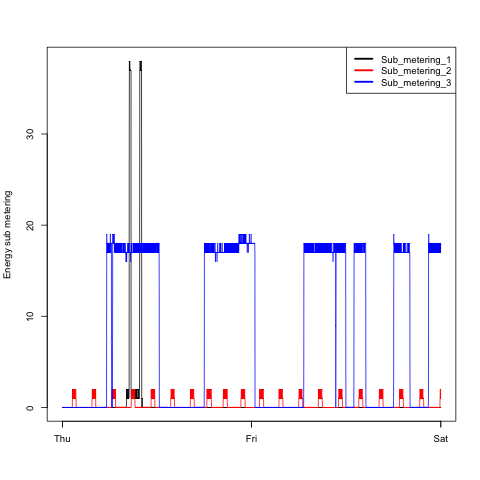 Sub_metering_1
Sub_metering_2
Sub_metering_3
Energy sub metering
30
20
10
0
Thu Fri Sat